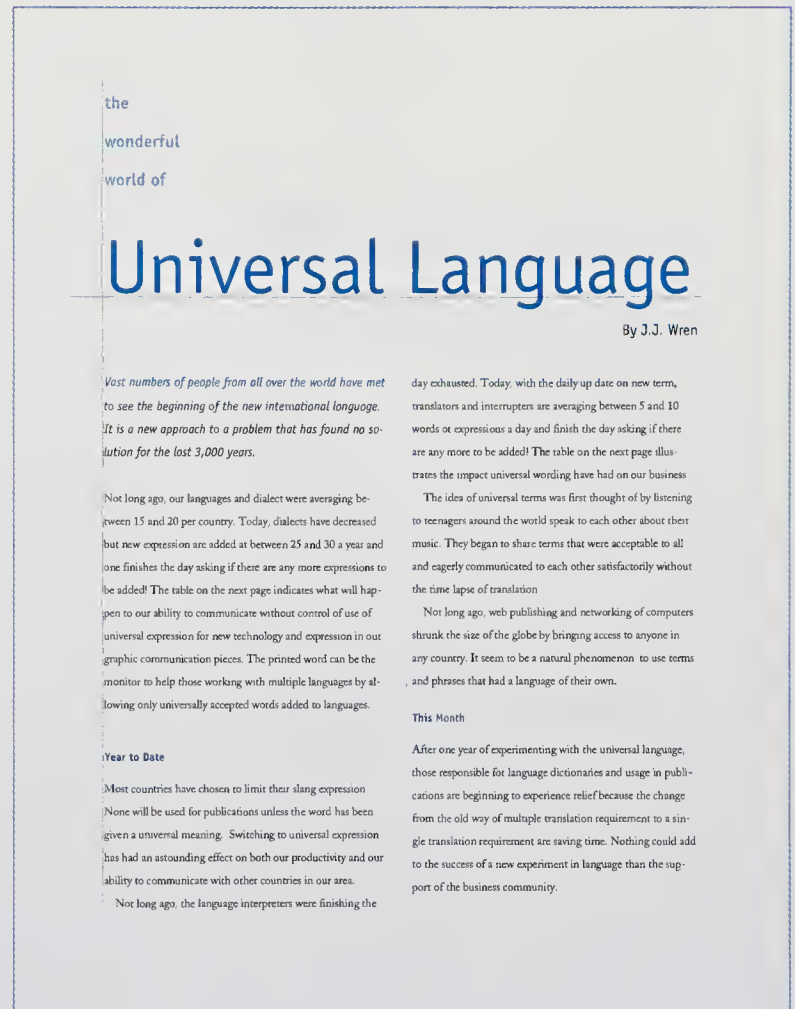 the
wonderful
world of
Universal Language
By J.J. Wren
Vast numbers of people from all over the world have met
to see the beginning of the new international language.
It is a new approach to a problem that has found no so-
lution for the last 3,000 years.
Not long ago, our languages and dialect were averaging be-
tween 15 and 20 per country. Today, dialects have decreased
but new expression are added at between 25 and 30 a year and
one finishes the day asking if there are any more expressions to
be added! The table on the next page indicates what will hap-
pen to our ability to communicate without control of use of
universal expression for new technology and expression in out
graphic communication pieces. The printed word can be the
monitor to help those working with multiple languages by al-
lowing only universally accepted words added to languages.
Year to Date
Most countries have chosen to limit their slang expression
None will be used for publications unless the word has been
given a universal meaning. Switching to universal expression
has had an astounding effect on both our productivity and our
ability to communicate with other countries in our area.
Not long ago, the language interpreters were finishing the
day exhausted. Today, with the daily up date on new term,
translators and interrupters are averaging between 5 and 10
words or expressions a day and finish the day asking if there
are any more to be added! The table on the next page illus-
trates the impact universal wording have had on our business
The idea of universal terms was first thought of by listening
to teenagers around the world speak to each other about their
music. They began to share terms that were acceptable to all
and eagerly communicated to each other satisfactorily without
the time lapse of translation
Not long ago, web publishing and networking of computers
shrunk the size of the globe by bringing access to anyone in
any country. It seem to be a natural phenomenon to use terms
and phrases that had a language of their own.
This Month
After one year of experimenting with the universal language,
those responsible for language dictionaries and usage in publi-
cations are beginning to experience relief because the change
from the old way of multiple translation requirement to a sin-
gle translation requirement are saving time. Nothing could add
to the success of a new experiment in language than the sup-
port of the business community.